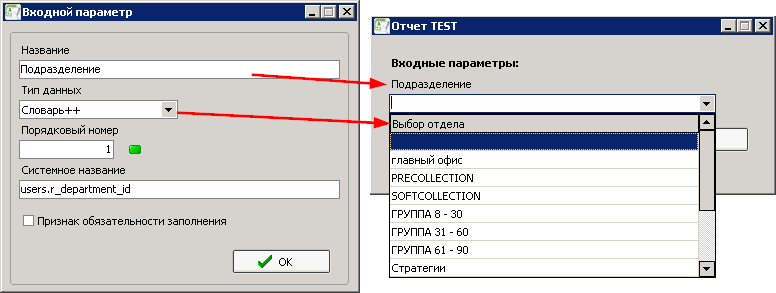 Входной параметр
Название
Подразделение
Тип данных
Словарь++
Порядковый номер
1
Системное название
users.r_department_id
Признак обязательности заполнения
OK
Отчет TEST
Входные параметры:
Подразделение
Выбор отдела
главный офис
PRECOLLECTION
SOFTCOLLECTION
ГРУППА 8 - 30
ГРУППА 31 - 60
ГРУППА 61 - 90
Стратегии